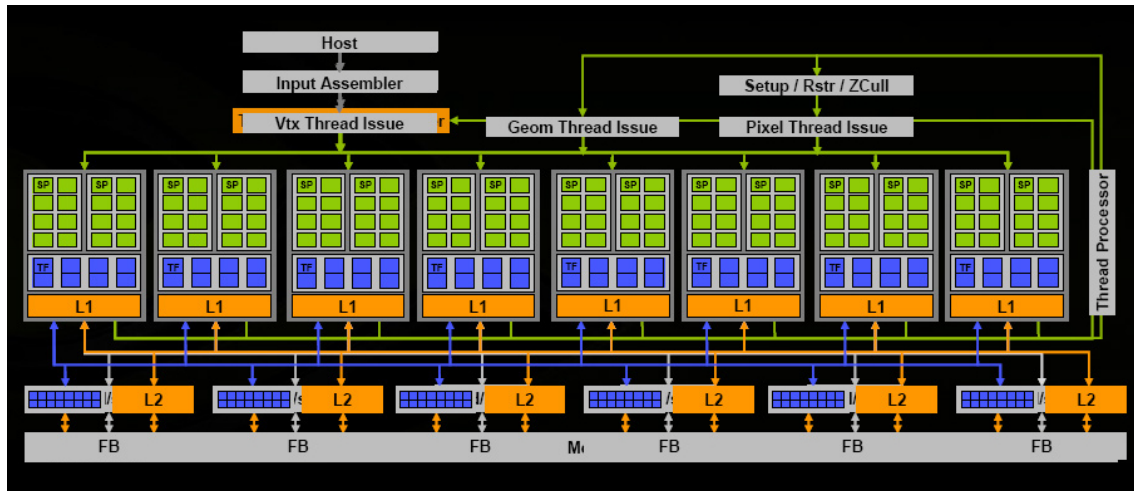 Host
Input Assembler
Setup / Rstr / ZCull
Vtx Thread Issue
Geom Thread Issue
Pixel Thread Issue
SP SP SP SP SP SP SP SP SP SP SP SP SP SP SP SP
Thread Processor
TF TF TF TF TF TF TF TF
L1 L1 L1 L1 L1 L1 L1 L1
L2 L2 L2 L2 L2 L2
FB FB FB FB FB FB